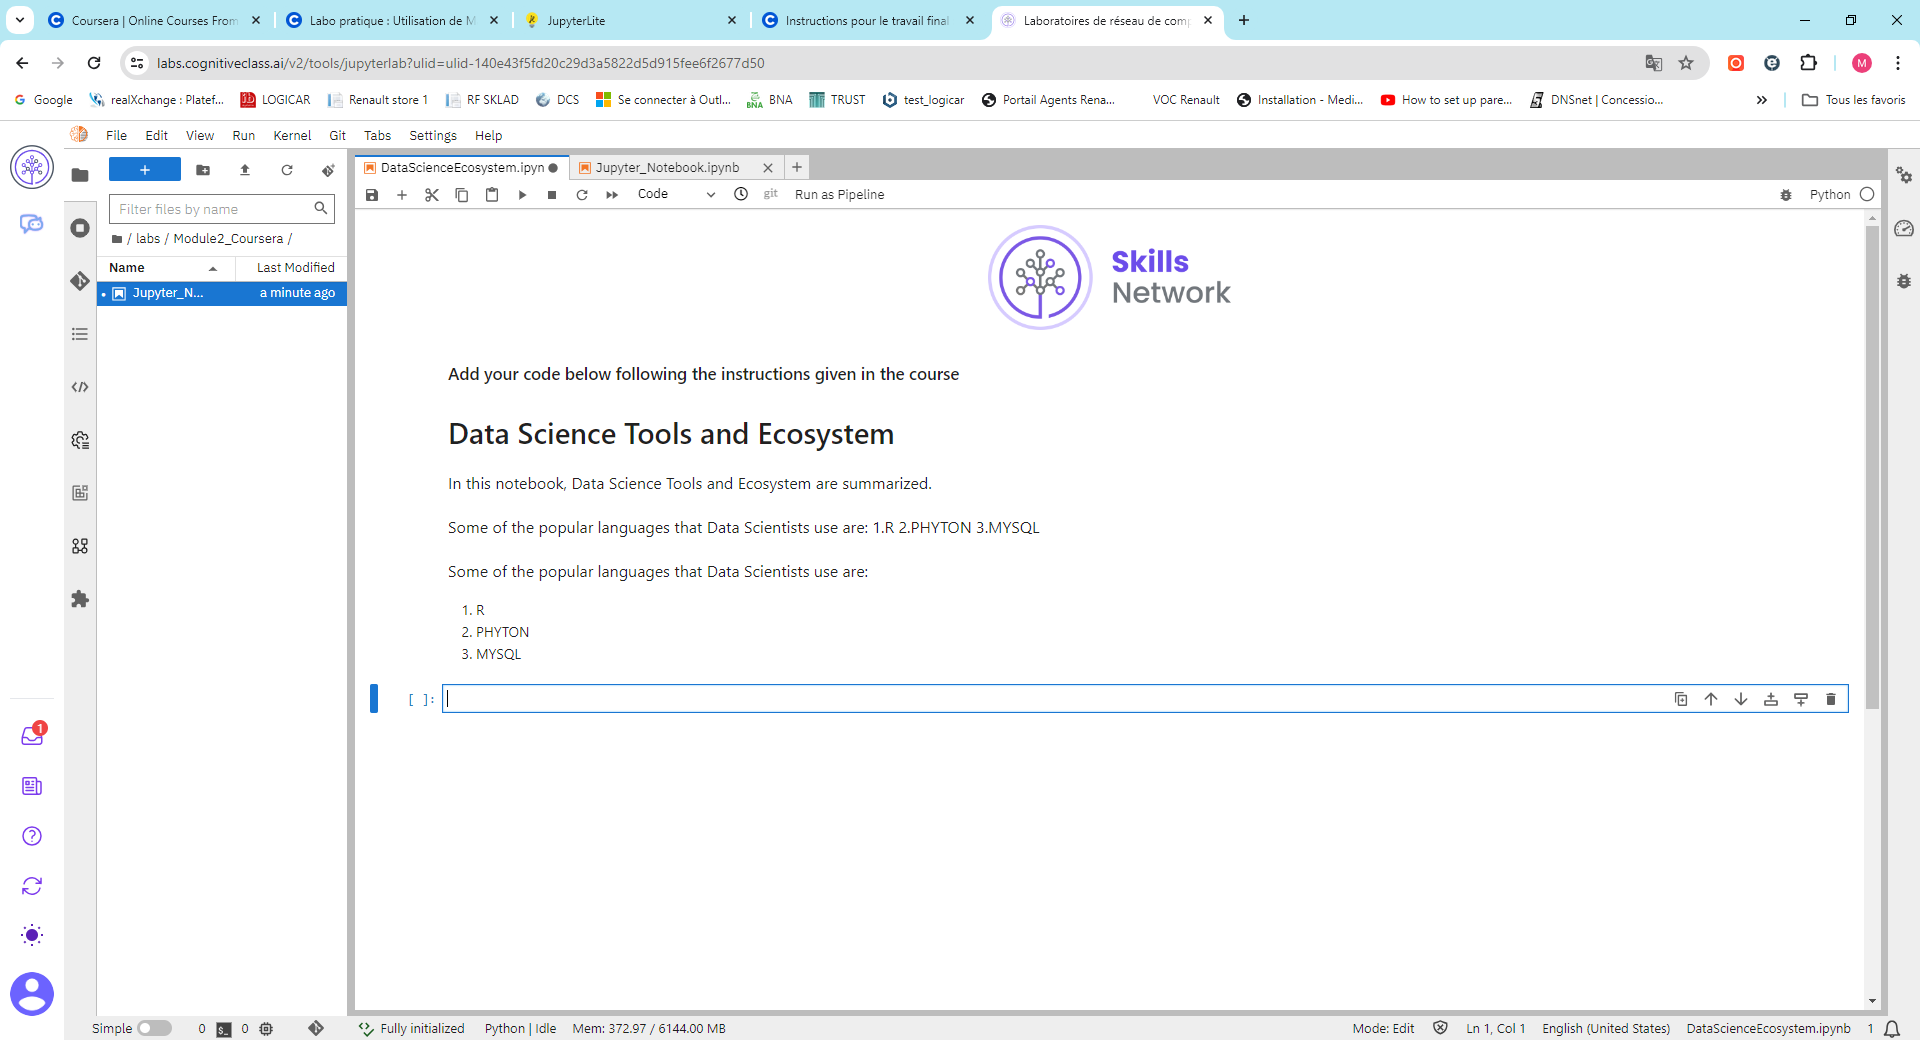 Coursera | Online Courses From
Labo pratique : Utilisation de M
JupyterLite
Instructions pour le travail final
Laboratoires de réseau de comp
labs.cognitiveclass.ai/v2/tools/jupyterlab?ulid=ulid-140e43f5fd20c29d3a5822d5d915fee6f2677d50
M
Google
realXchange : Platef...
LOGICAR
Renault store 1
RF SKLAD
DCS
Se connecter à Outl...
BNA
TRUST
test_logicar
Portail Agents Rena...
VOC Renault
Installation - Medi...
How to set up pare...
DNSnet | Concessio...
Tous les favoris
File Edit View Run Kernel Git Tabs Settings Help
DataScienceEcosystem.ipyn
Jupyter_Notebook.ipynb
Filter files by name
Code
git
Run as Pipeline
Python
/ labs / Module2_Coursera /
Name
Last Modified
Jupyter_N...
a minute ago
Skills
Network
Add your code below following the instructions given in the course
Data Science Tools and Ecosystem
In this notebook, Data Science Tools and Ecosystem are summarized.
Some of the popular languages that Data Scientists use are: 1.R 2.PHYTON 3.MYSQL
Some of the popular languages that Data Scientists use are:
1. R
2. PHYTON
3. MYSQL
[ ]:
1
Simple
0
0
Fully initialized
Python | Idle
Mem: 372.97 / 6144.00 MB
Mode: Edit
Ln 1, Col 1
English (United States)
DataScienceEcosystem.ipynb
1